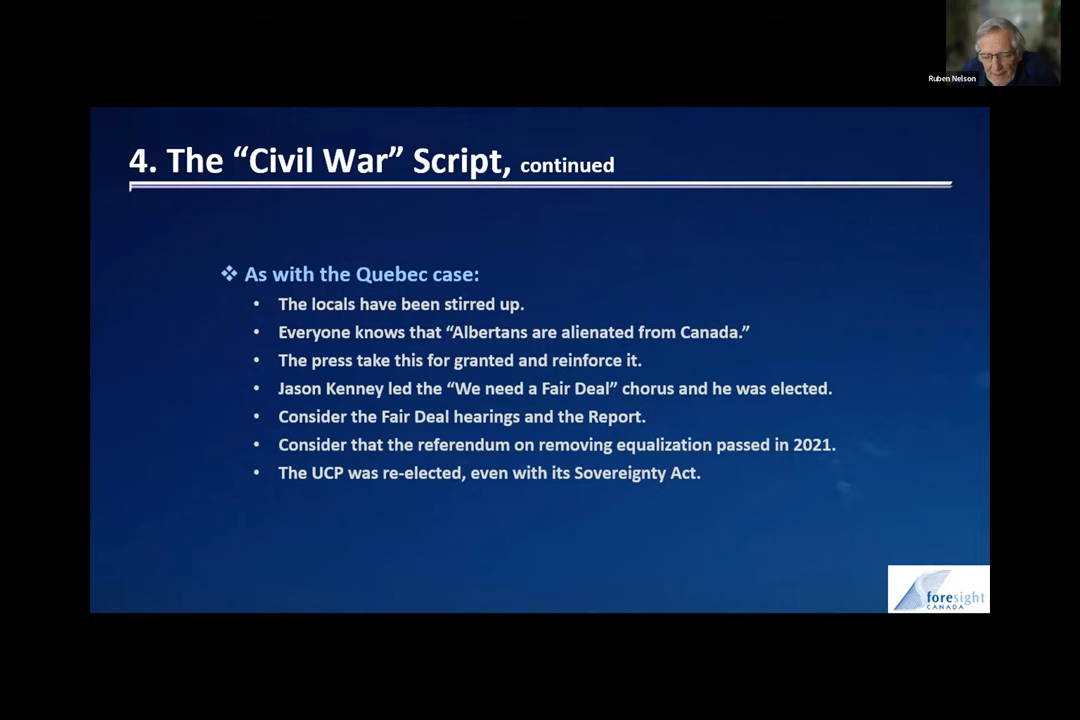 Ruben Nelson
4. The “Civil War” Script, continued
❖ As with the Quebec case:
• The locals have been stirred up.
• Everyone knows that “Albertans are alienated from Canada.”
• The press take this for granted and reinforce it.
• Jason Kenney led the “We need a Fair Deal” chorus and he was elected.
• Consider the Fair Deal hearings and the Report.
• Consider that the referendum on removing equalization passed in 2021.
• The UCP was re-elected, even with its Sovereignty Act.
foresight
CANADA